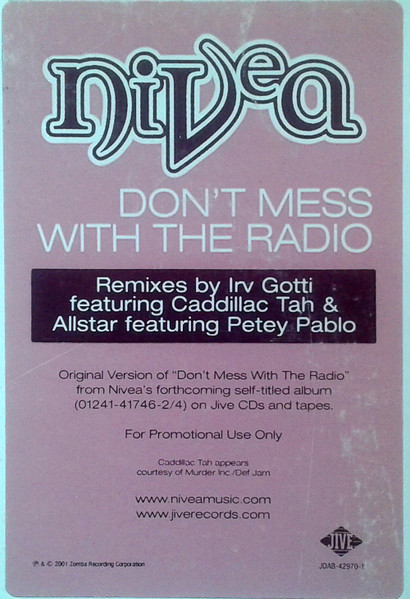 nivea
DON'T MESS
WITH THE RADIO
Remixes by Irv Gotti
featuring Caddillac Tah &
Allstar featuring Petey Pablo
Original Version of "Don't Mess With The Radio"
from Nivea's forthcoming self-titled album
(01241-41746-2/4) on Jive CDs and tapes.
For Promotional Use Only
Caddillac Tah appears
courtesy of Murder Inc./Def Jam
www.niveamusic.com
www.jiverecords.com
JIVE
℗ & © 2001 Zomba Recording Corporation
JDAB-42970-1